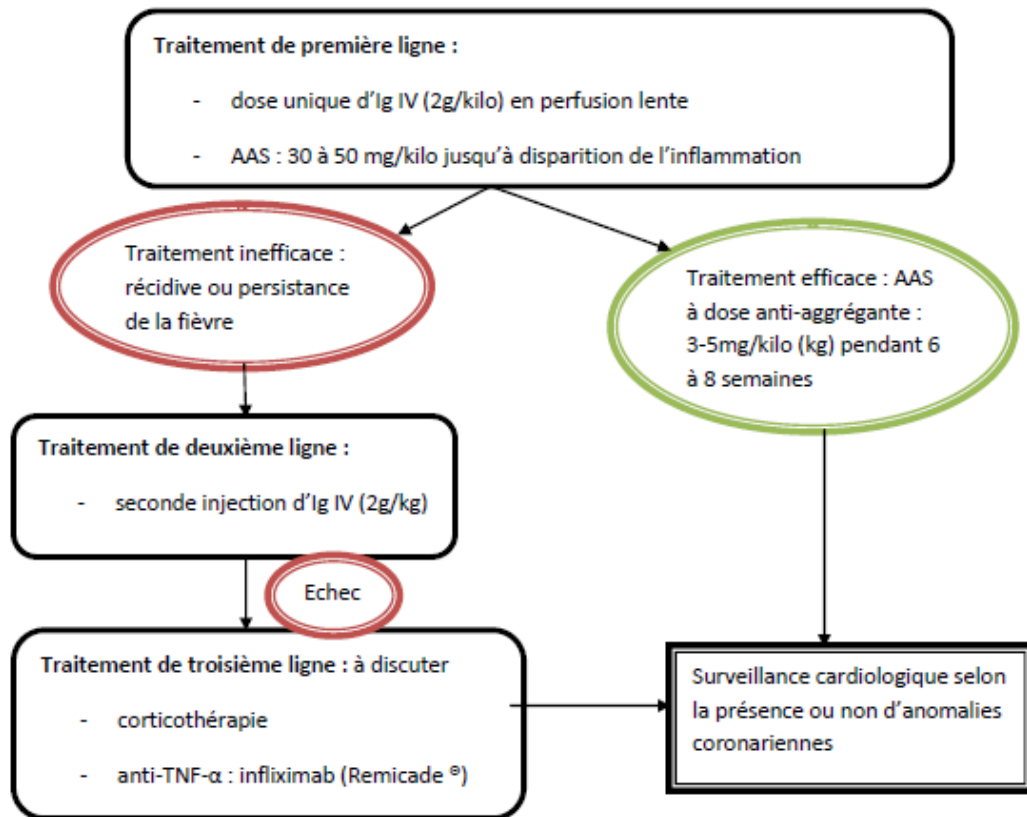 Traitement de première ligne :
- dose unique d'Ig IV (2g/kilo) en perfusion lente
- AAS : 30 à 50 mg/kilo jusqu'à disparition de l'inflammation
Traitement inefficace :
récidive ou persistance
de la fièvre
Traitement efficace : AAS
à dose anti-aggrégante :
3-5mg/kilo (kg) pendant 6
à 8 semaines
Traitement de deuxième ligne :
- seconde injection d'Ig IV (2g/kg)
Echec
Traitement de troisième ligne : à discuter
- corticothérapie
- anti-TNF-α : infliximab (Remicade ®)
Surveillance cardiologique selon
la présence ou non d'anomalies
coronariennes